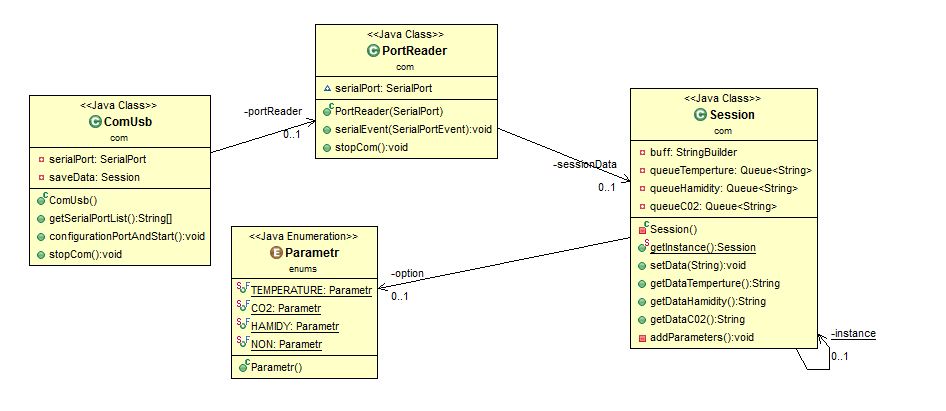 <<Java Class>>
PortReader
com
serialPort: SerialPort
PortReader(SerialPort)
serialEvent(SerialPortEvent):void
stopCom():void
<<Java Class>>
ComUsb
com
serialPort: SerialPort
saveData: Session
ComUsb()
getSerialPortList():String[]
configurationPortAndStart():void
stopCom():void
-portReader
0..1
<<Java Class>>
Session
com
buff: StringBuilder
queueTemperture: Queue<String>
queueHamidity: Queue<String>
queueC02: Queue<String>
Session()
getInstance():Session
setData(String):void
getDataTemperture():String
getDataHamidity():String
getDataC02():String
addParameters():void
-sessionData
0..1
<<Java Enumeration>>
Parametr
enums
TEMPERATURE: Parametr
CO2: Parametr
HAMIDY: Parametr
NON: Parametr
Parametr()
-option
0..1
-instance
0..1